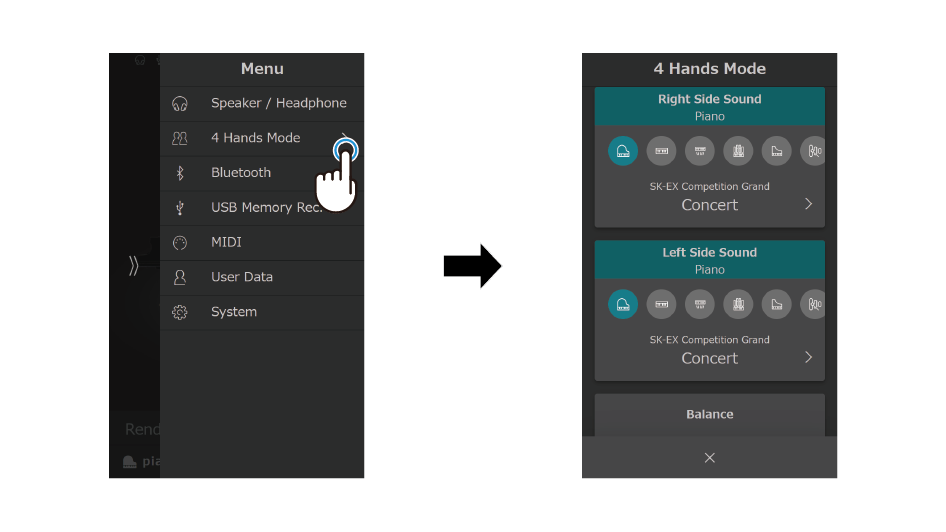 Menu
Speaker / Headphone
4 Hands Mode
Bluetooth
USB Memory Rec.
MIDI
User Data
System
Rend
pia
4 Hands Mode
Right Side Sound
Piano
SK-EX Competition Grand
Concert
Left Side Sound
Piano
SK-EX Competition Grand
Concert
Balance